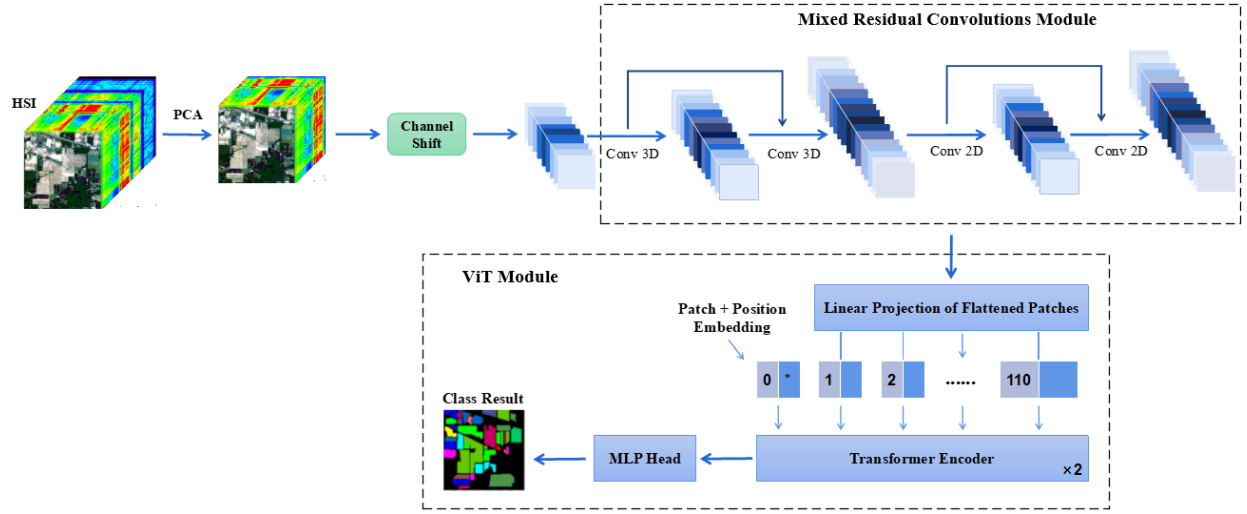 Mixed Residual Convolutions Module
HSI
PCA
Channel
Shift
Conv 3D
Conv 3D
Conv 2D
Conv 2D
ViT Module
Linear Projection of Flattened Patches
Patch + Position
Embedding
0 * 1 2 ...... 110
Class Result
MLP Head
Transformer Encoder
×2